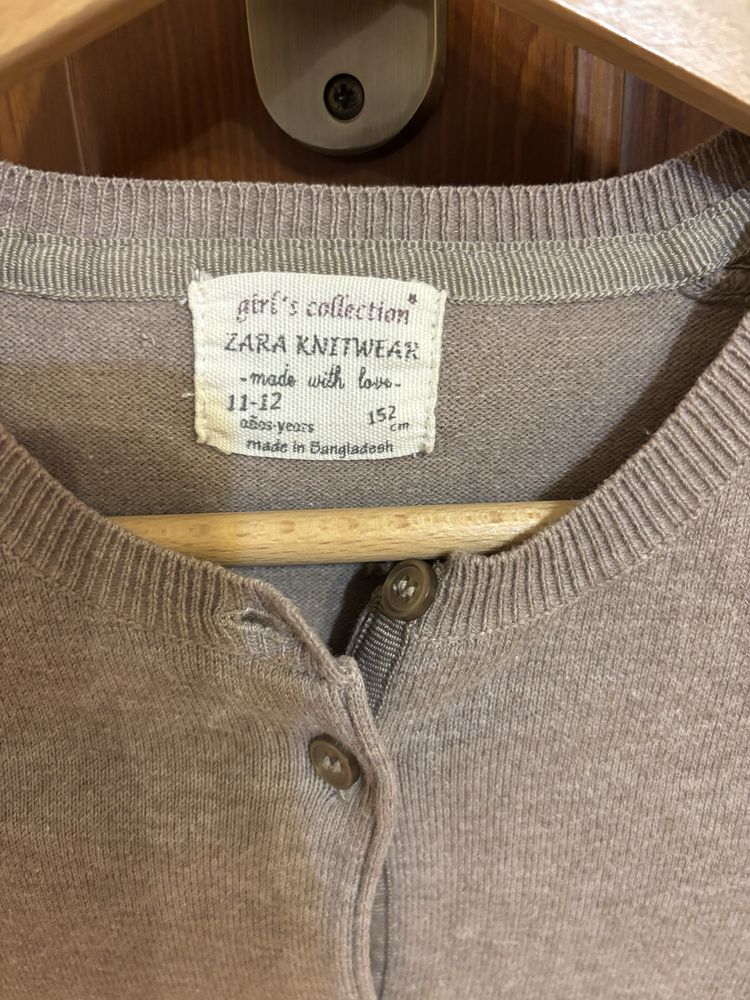 girl's collection*
ZARA KNITWEAR
-made with love-
11-12
años-years
152
cm
made in Bangladesh